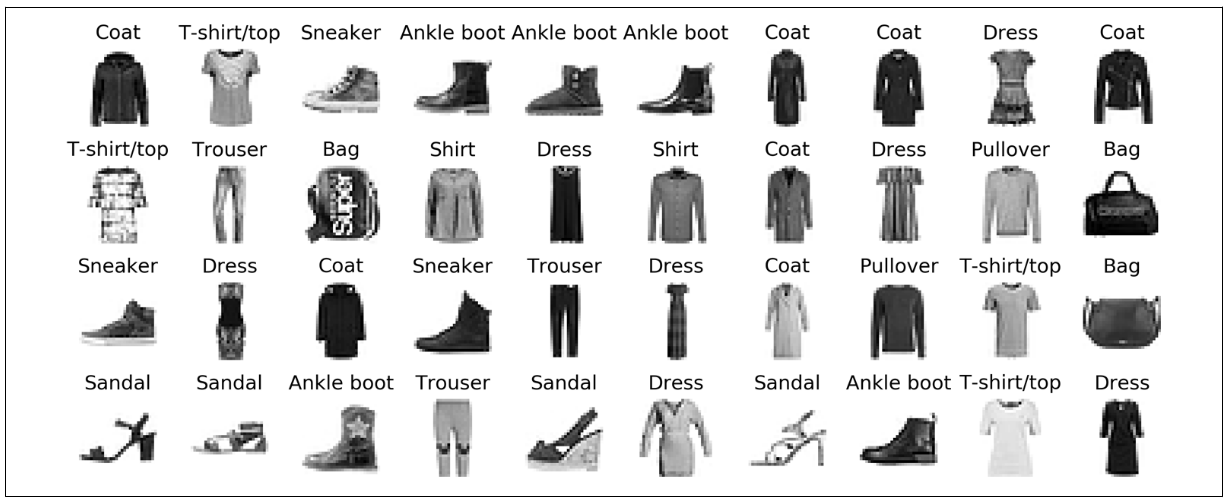 Coat T-shirt/top Sneaker Ankle boot Ankle boot Ankle boot Coat Coat Dress Coat
T-shirt/top Trouser Bag Shirt Dress Shirt Coat Dress Pullover Bag
Sneaker Dress Coat Sneaker Trouser Dress Coat Pullover T-shirt/top Bag
Sandal Sandal Ankle boot Trouser Sandal Dress Sandal Ankle boot T-shirt/top Dress